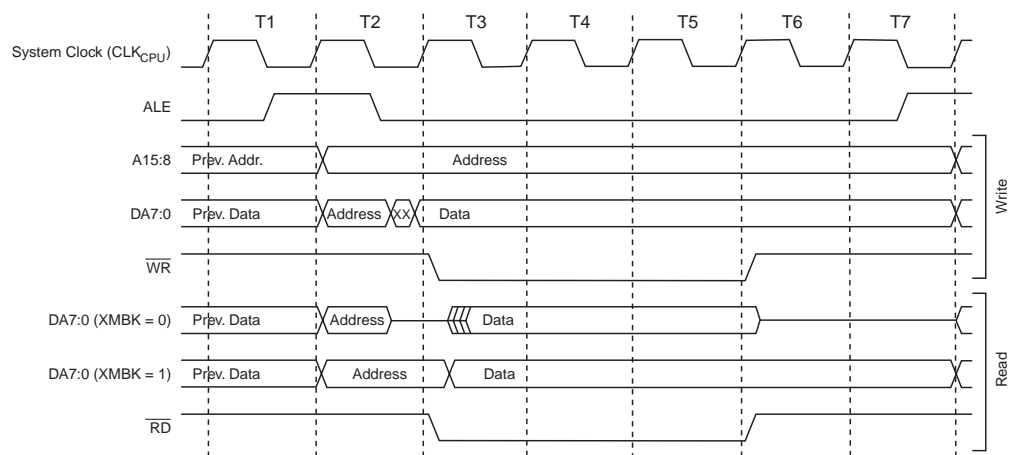 T1 T2 T3 T4 T5 T6 T7
System Clock (CLKCPU)
ALE
A15:8 Prev. Addr. Address
DA7:0 Prev. Data Address XX Data
WR
Write
DA7:0 (XMBK = 0) Prev. Data Address Data
DA7:0 (XMBK = 1) Prev. Data Address Data
RD
Read